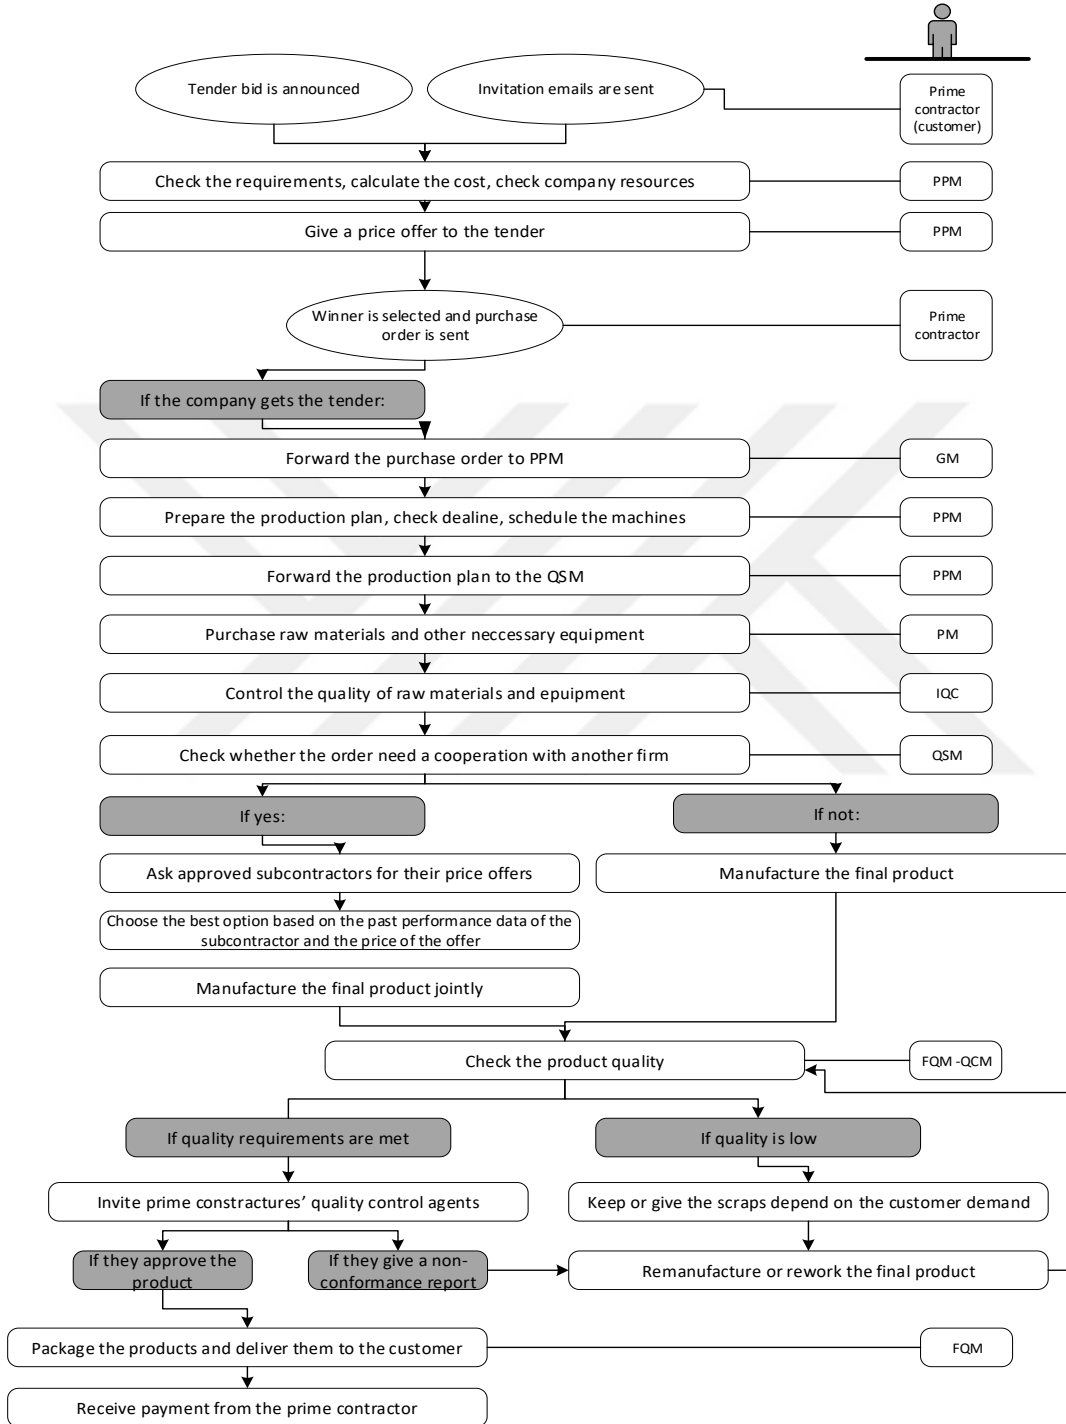 Tender bid is announced
Invitation emails are sent
Prime
contractor
(customer)
Check the requirements, calculate the cost, check company resources
PPM
Give a price offer to the tender
PPM
Winner is selected and purchase
order is sent
Prime
contractor
If the company gets the tender:
Forward the purchase order to PPM
GM
Prepare the production plan, check dealine, schedule the machines
PPM
Forward the production plan to the QSM
PPM
Purchase raw materials and other neccessary equipment
PM
Control the quality of raw materials and epuipment
IQC
Check whether the order need a cooperation with another firm
QSM
If yes:
If not:
Ask approved subcontractors for their price offers
Manufacture the final product
Choose the best option based on the past performance data of the
subcontractor and the price of the offer
Manufacture the final product jointly
Check the product quality
FQM -QCM
If quality requirements are met
If quality is low
Invite prime constractures’ quality control agents
Keep or give the scraps depend on the customer demand
If they approve the
product
If they give a non-
conformance report
Remanufacture or rework the final product
Package the products and deliver them to the customer
FQM
Receive payment from the prime contractor